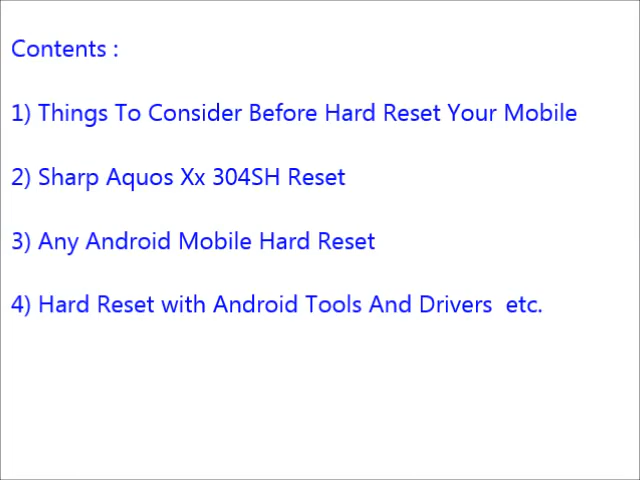 Contents :
1) Things To Consider Before Hard Reset Your Mobile
2) Sharp Aquos Xx 304SH Reset
3) Any Android Mobile Hard Reset
4) Hard Reset with Android Tools And Drivers  etc.